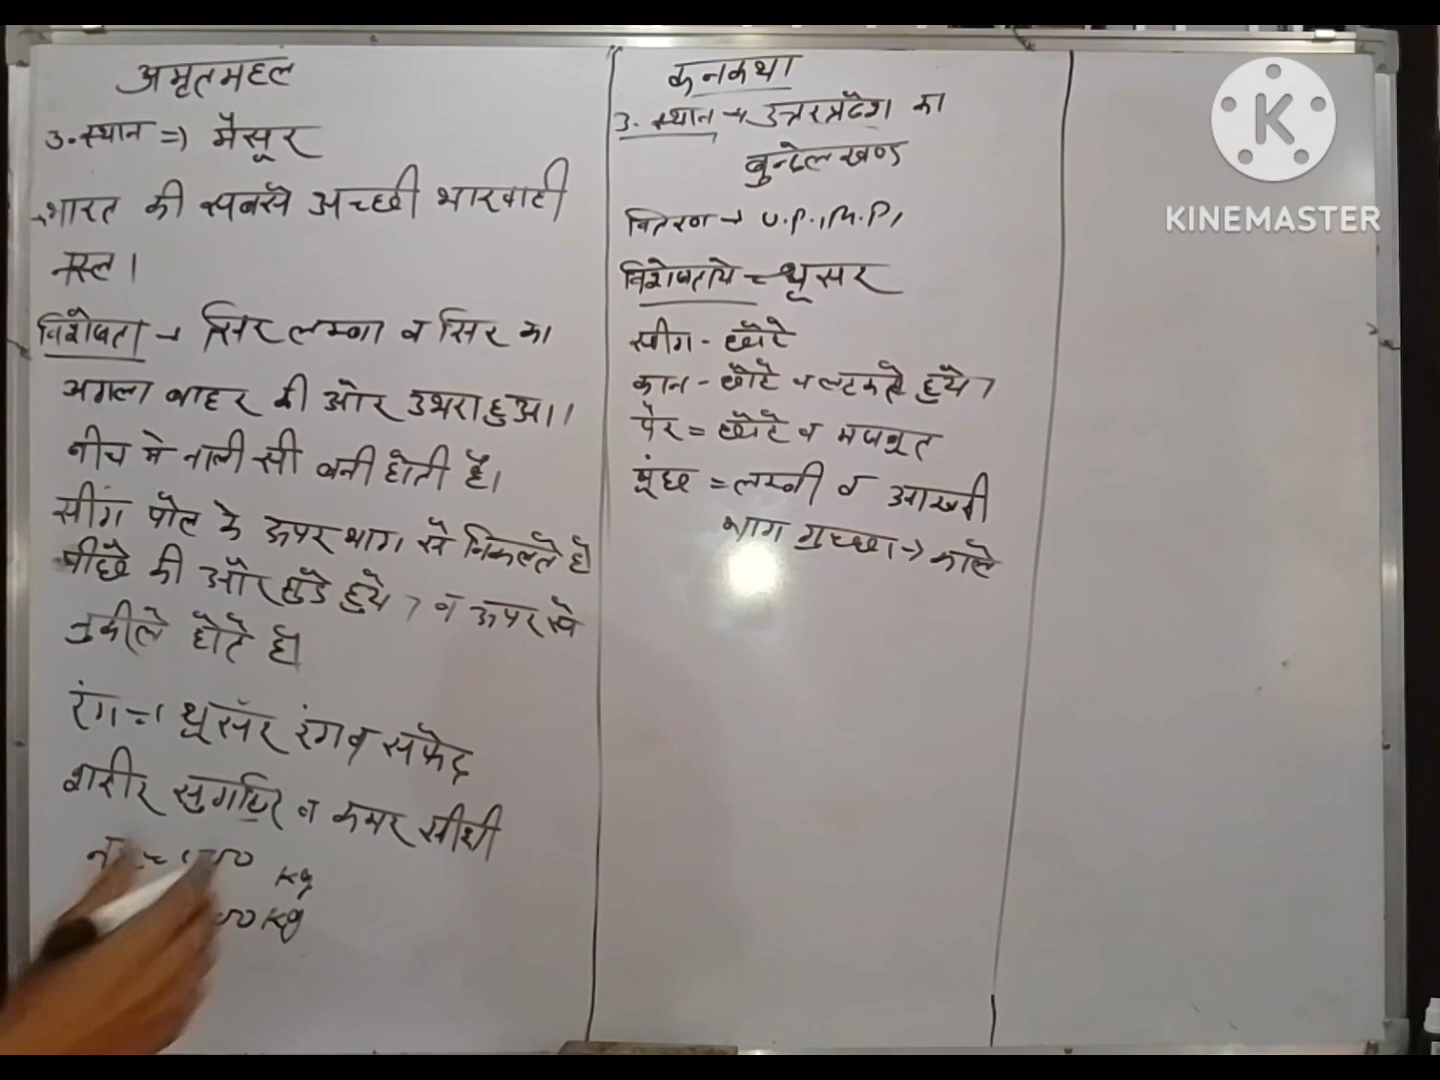 अमृतमहल
उ.स्थान => मैसूर
→भारत की सबसे अच्छी भारवाही
नस्ल।
विशेषता → सिर लम्बा व सिर का
अगला बाहर की ओर उभरा हुआ।
बीच मे नाली सी बनी होती है।
सींग पोल के ऊपर भाग से निकलते है
पीछे की और मुडे हुये, व ऊपर से
नुकीले होते है
रंग → धूसर रंग व सफेद
शरीर सुगठित व कमर सीधी
kg
kg
कनकथा
उ. स्थान → उत्तरप्रदेश का
बुन्देलखण्ड
वितरण → U.P., M.P,
विशेषताये → धूसर
सींग - छोटे
कान - छोटे व लटकते हुये,
पैर = छोटे व मजबूत
पूंछ = लम्बी व आखरी
भाग गुच्छा → काले
K
KINEMASTER